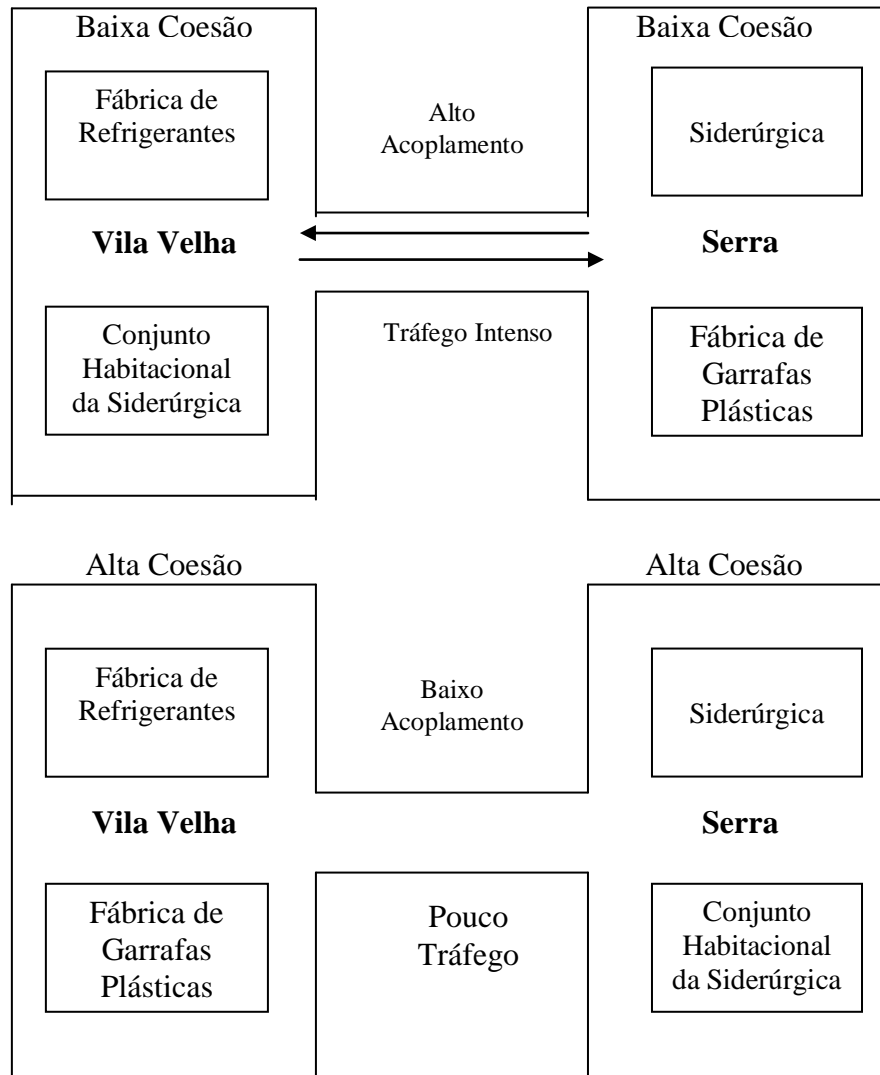 Baixa Coesão
Baixa Coesão
Fábrica de
Refrigerantes
Alto
Acoplamento
Siderúrgica
Vila Velha
Serra
Conjunto
Habitacional
da Siderúrgica
Tráfego Intenso
Fábrica de
Garrafas
Plásticas
Alta Coesão
Alta Coesão
Fábrica de
Refrigerantes
Baixo
Acoplamento
Siderúrgica
Vila Velha
Serra
Fábrica de
Garrafas
Plásticas
Pouco
Tráfego
Conjunto
Habitacional
da Siderúrgica